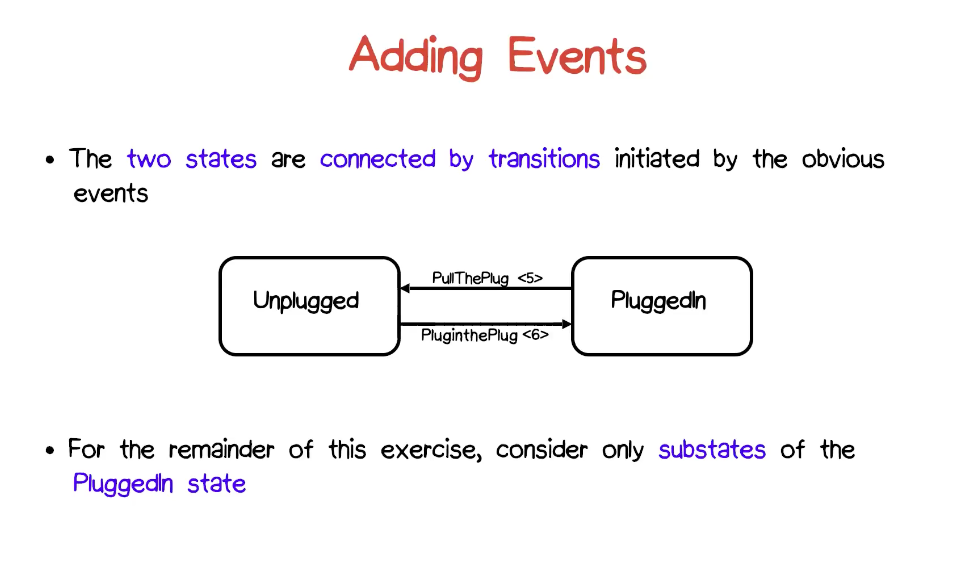 Adding Events
• The two states are connected by transitions initiated by the obvious
events
PullThePlug <5>
Unplugged
PluggedIn
PluginthePlug <6>
• For the remainder of this exercise, consider only substates of the
PluggedIn state